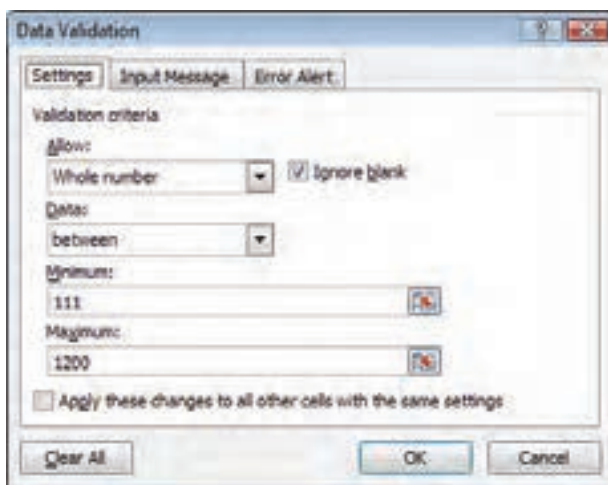 Data Validation
Settings Input Message Error Alert
Validation criteria
Allow:
Whole number Ignore blank
Data:
between
Minimum:
111
Maximum:
1200
Apply these changes to all other cells with the same settings
Clear All OK Cancel